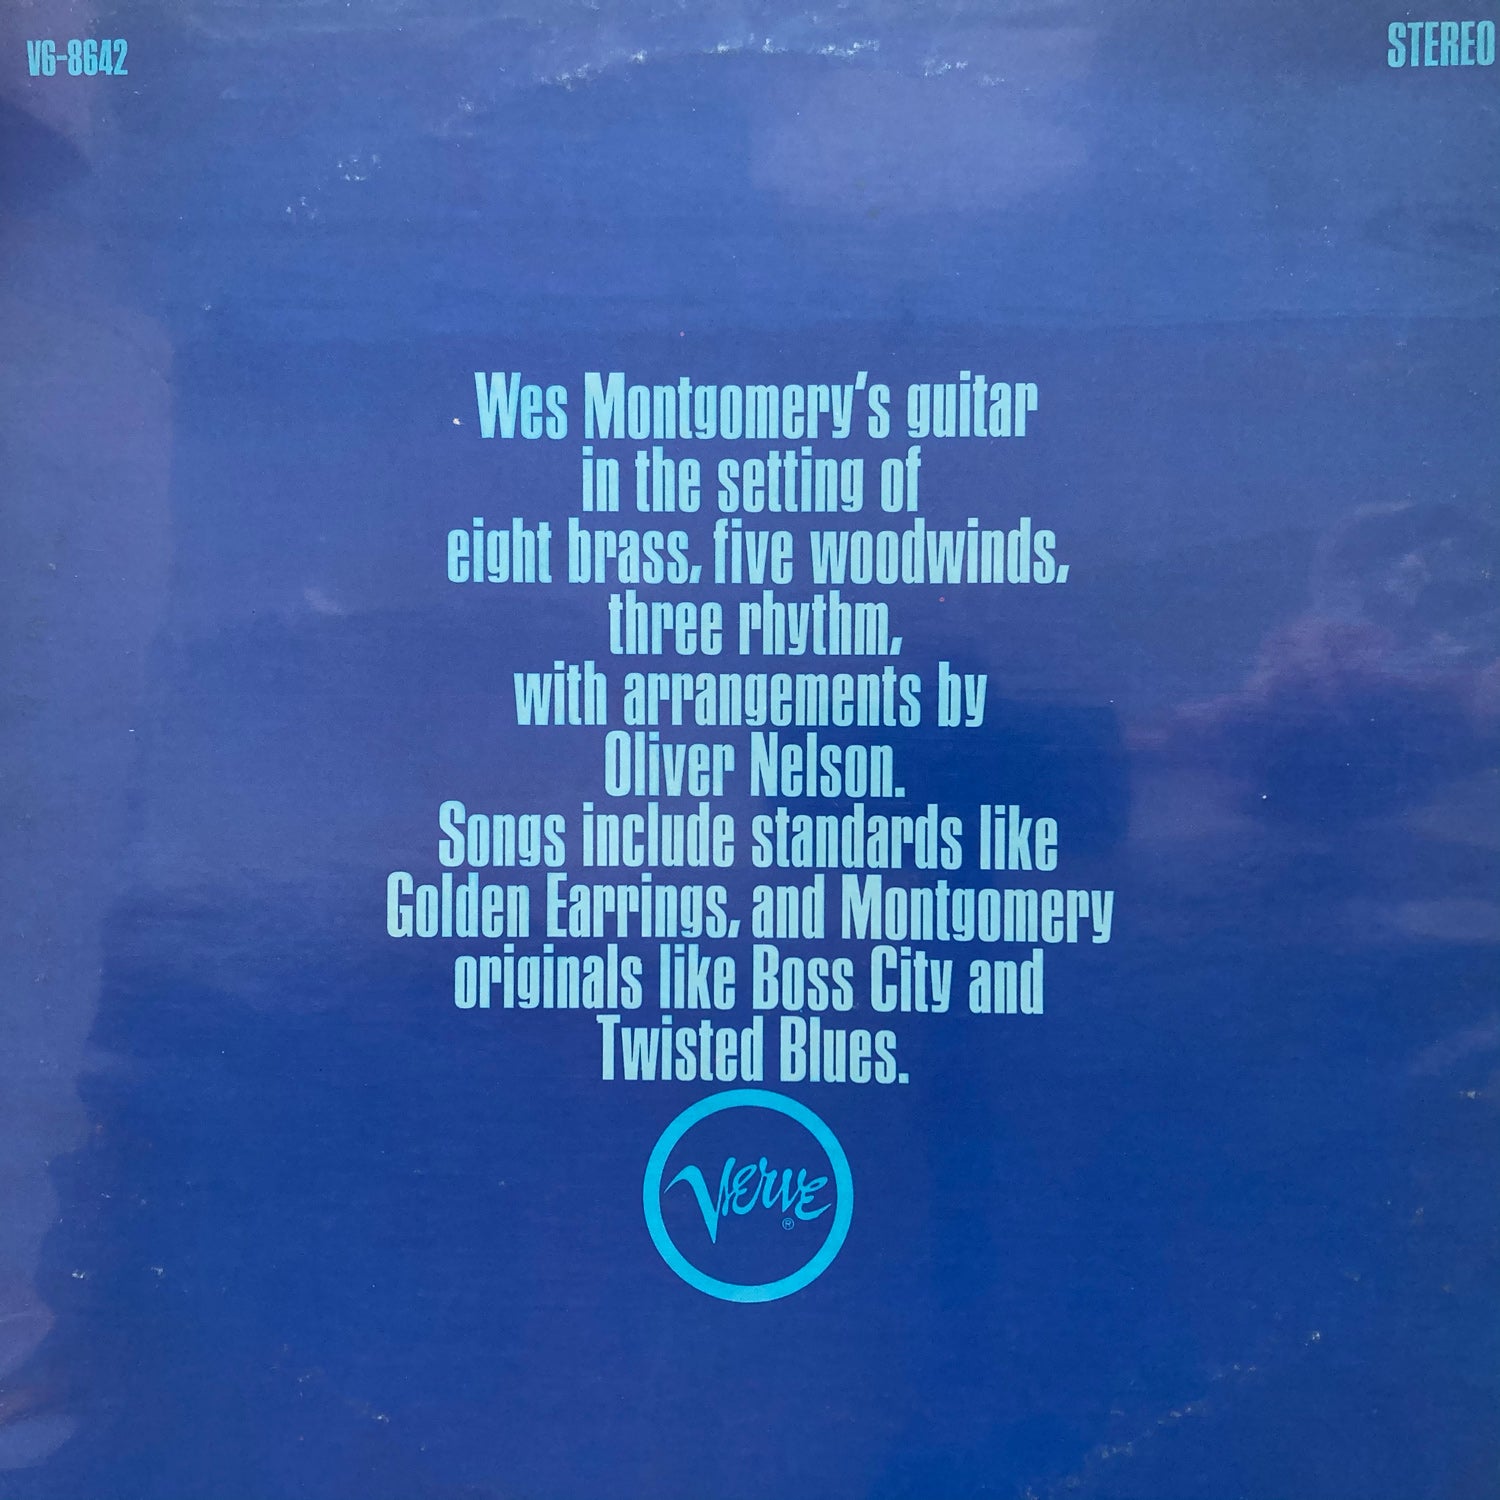 V6-8642
STEREO
Wes Montgomery's guitar
in the setting of
eight brass, five woodwinds,
three rhythm,
with arrangements by
Oliver Nelson.
Songs include standards like
Golden Earrings, and Montgomery
originals like Boss City and
Twisted Blues.
Verve
®